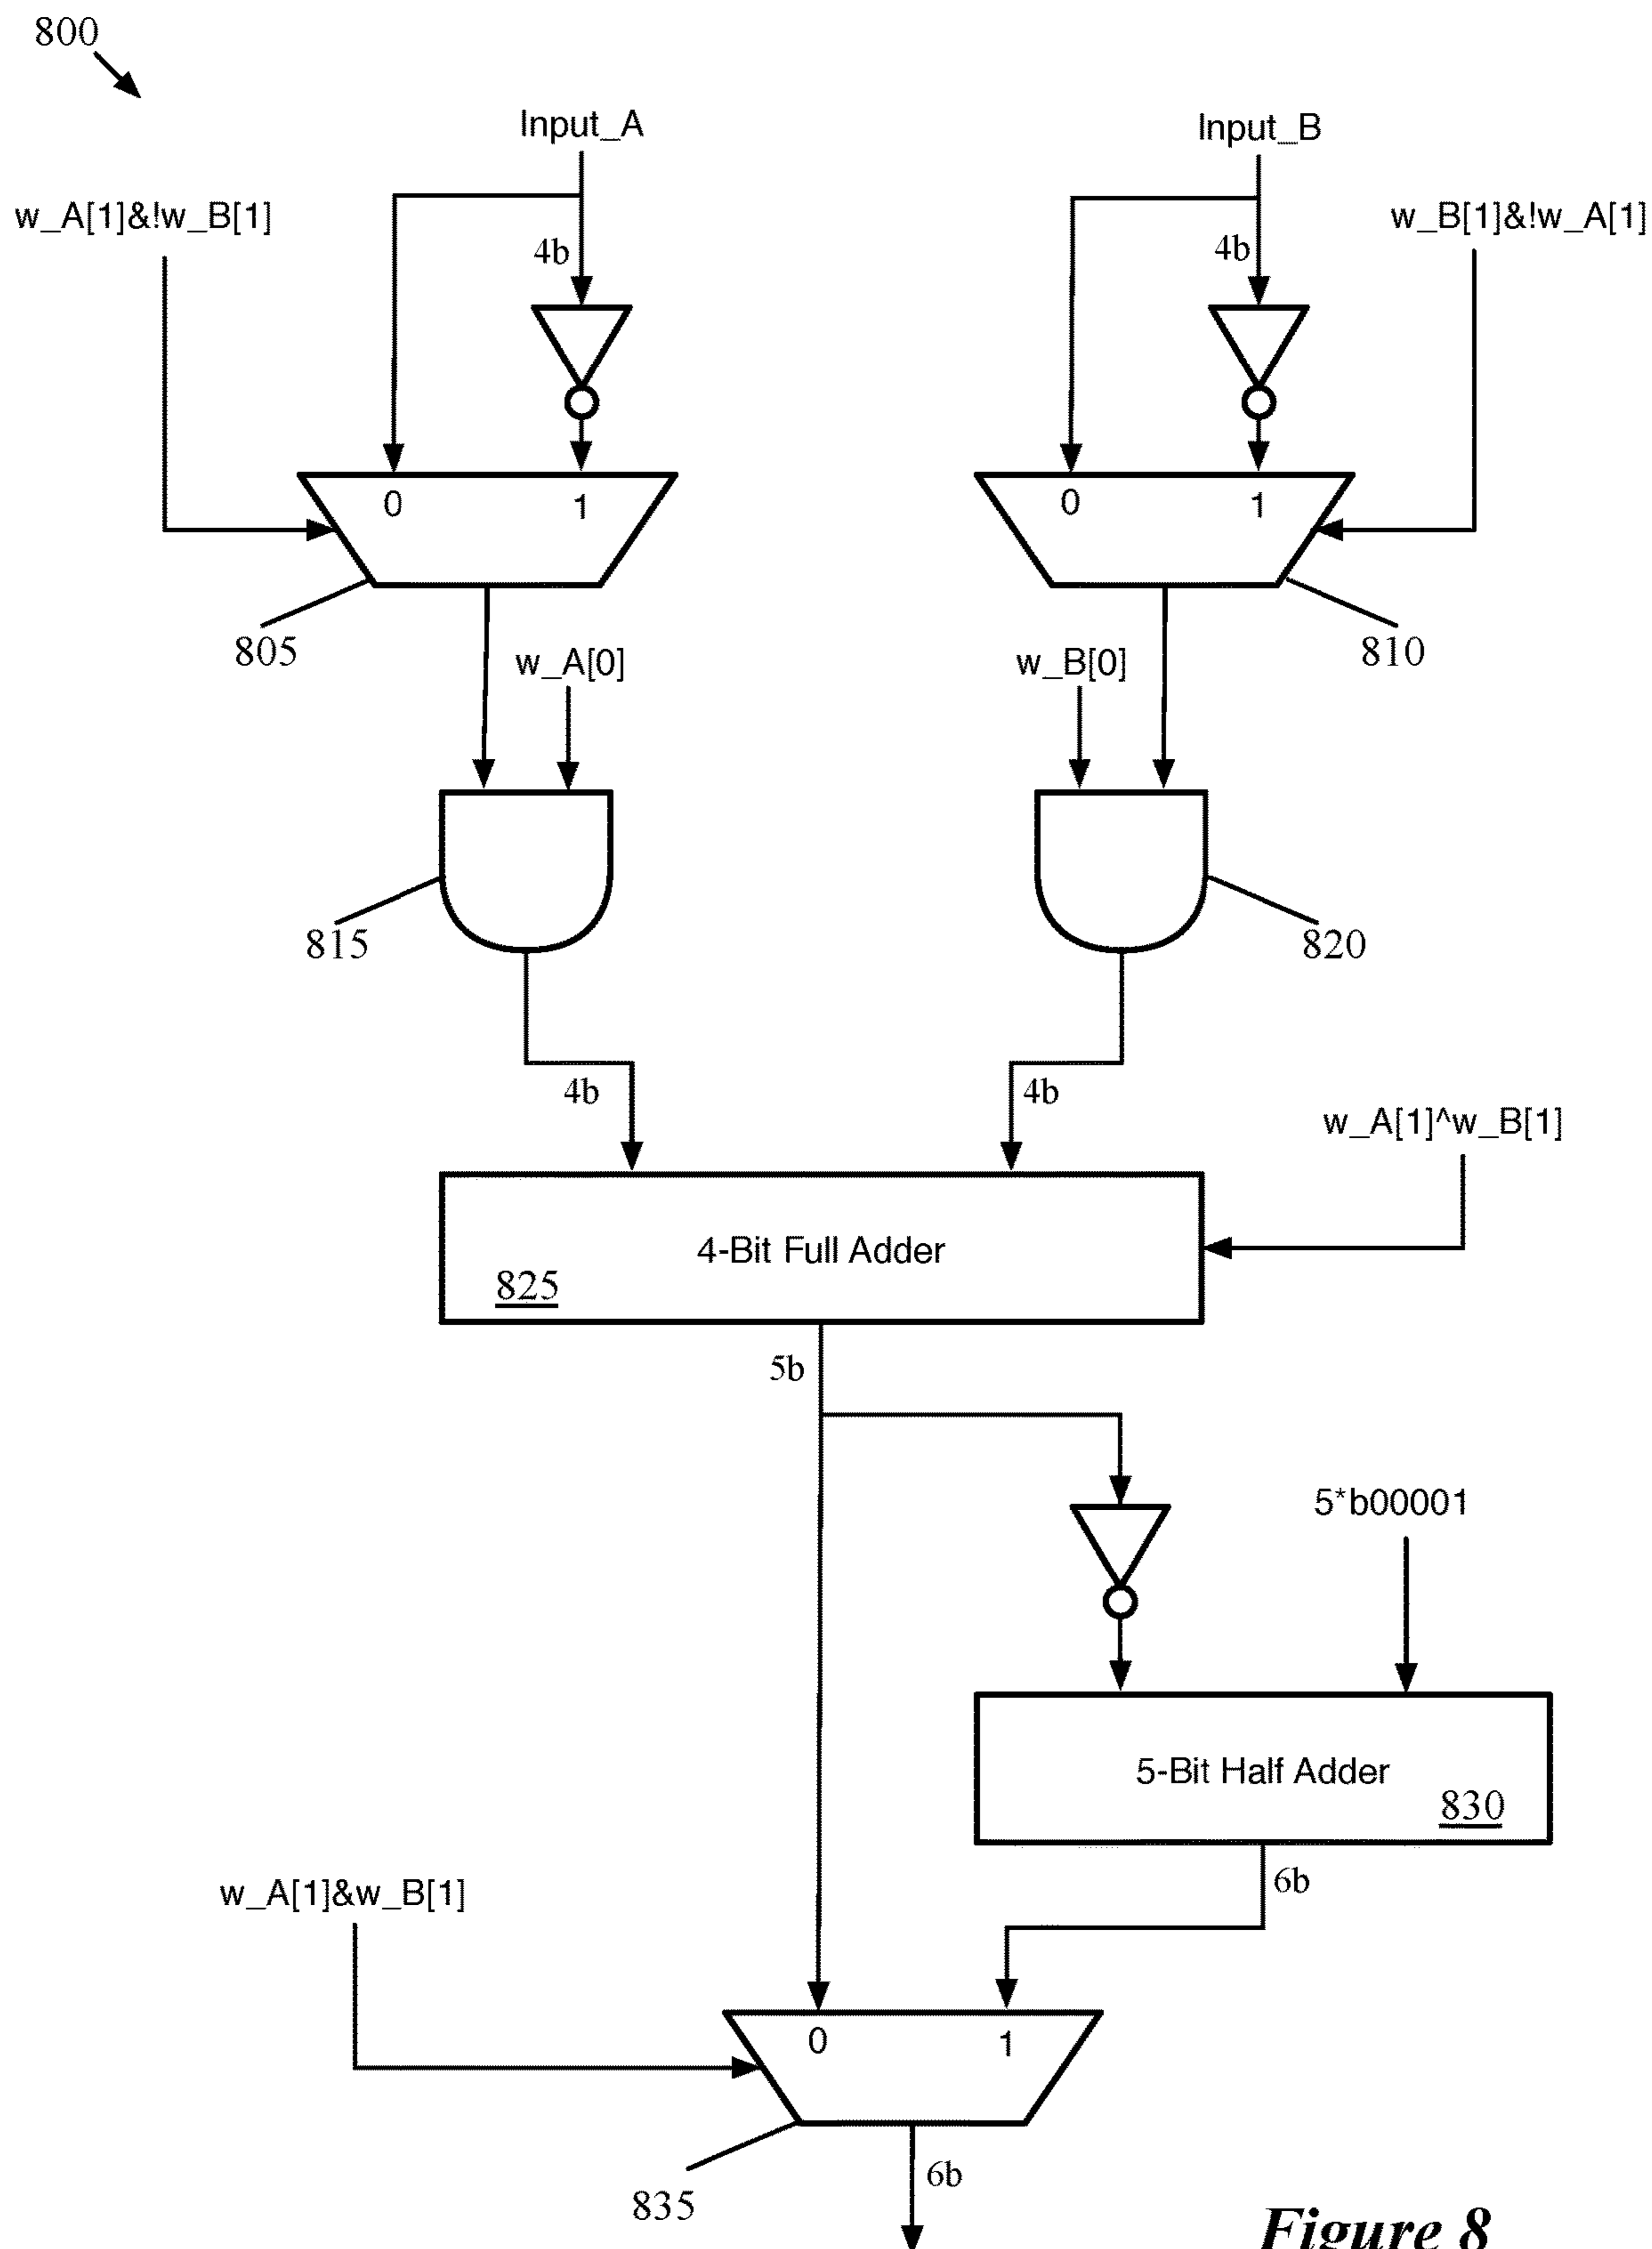 800
Input_A
Input_B
w_A[1]&!w_B[1]
w_B[1]&!w_A[1]
4b
4b
0
1
0
1
805
810
w_A[0]
w_B[0]
815
820
4b
4b
w_A[1]^w_B[1]
4-Bit Full Adder
825
5b
5*b00001
5-Bit Half Adder
830
6b
w_A[1]&w_B[1]
0
1
6b
835
Figure 8